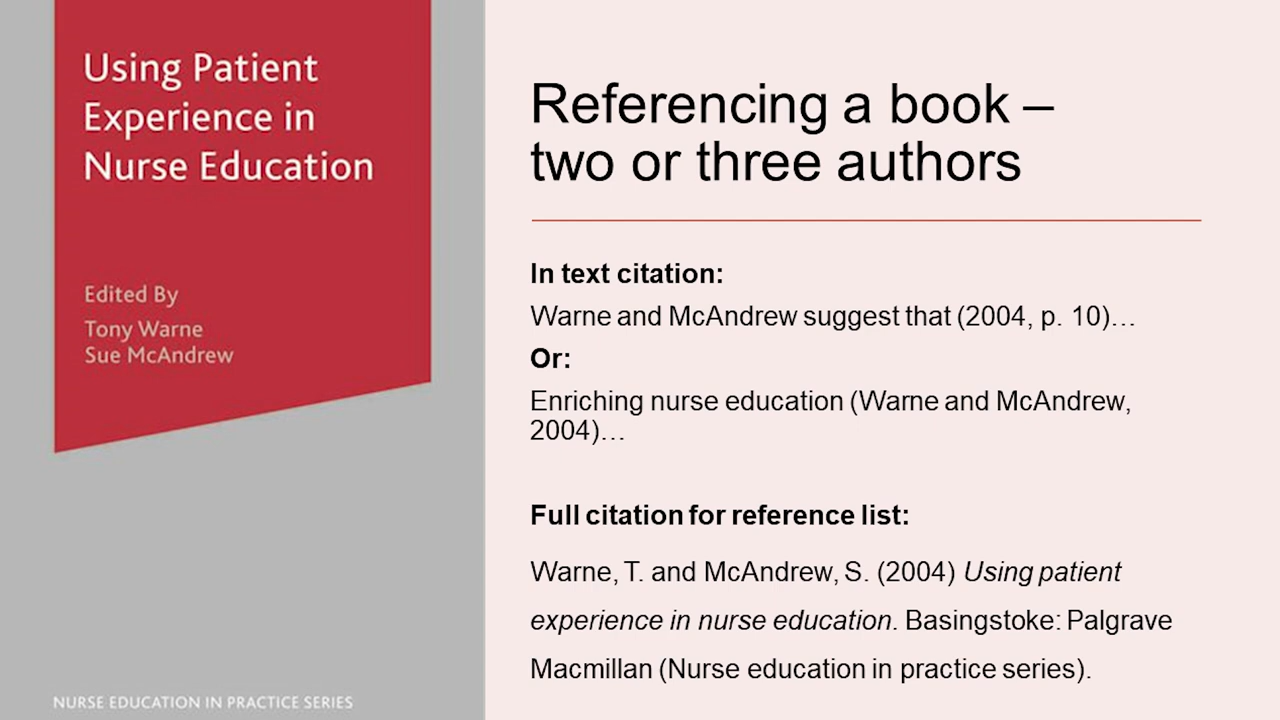 Using Patient
Experience in
Nurse Education
Edited By
Tony Warne
Sue McAndrew
NURSE EDUCATION IN PRACTICE SERIES
Referencing a book –
two or three authors
In text citation:
Warne and McAndrew suggest that (2004, p. 10)…
Or:
Enriching nurse education (Warne and McAndrew,
2004)…
Full citation for reference list:
Warne, T. and McAndrew, S. (2004) Using patient
experience in nurse education. Basingstoke: Palgrave
Macmillan (Nurse education in practice series).